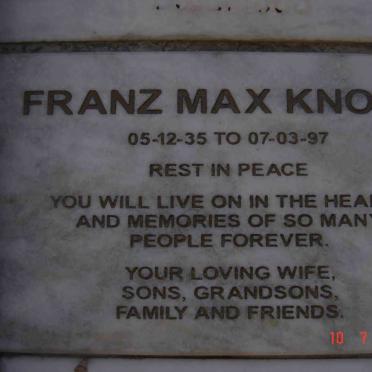 FRANZ MAX KNO
05-12-35 TO 07-03-97
REST IN PEACE
YOU WILL LIVE ON IN THE HEA
AND MEMORIES OF SO MANY
PEOPLE FOREVER.
YOUR LOVING WIFE,
SONS, GRANDSONS,
FAMILY AND FRIENDS.
10 7